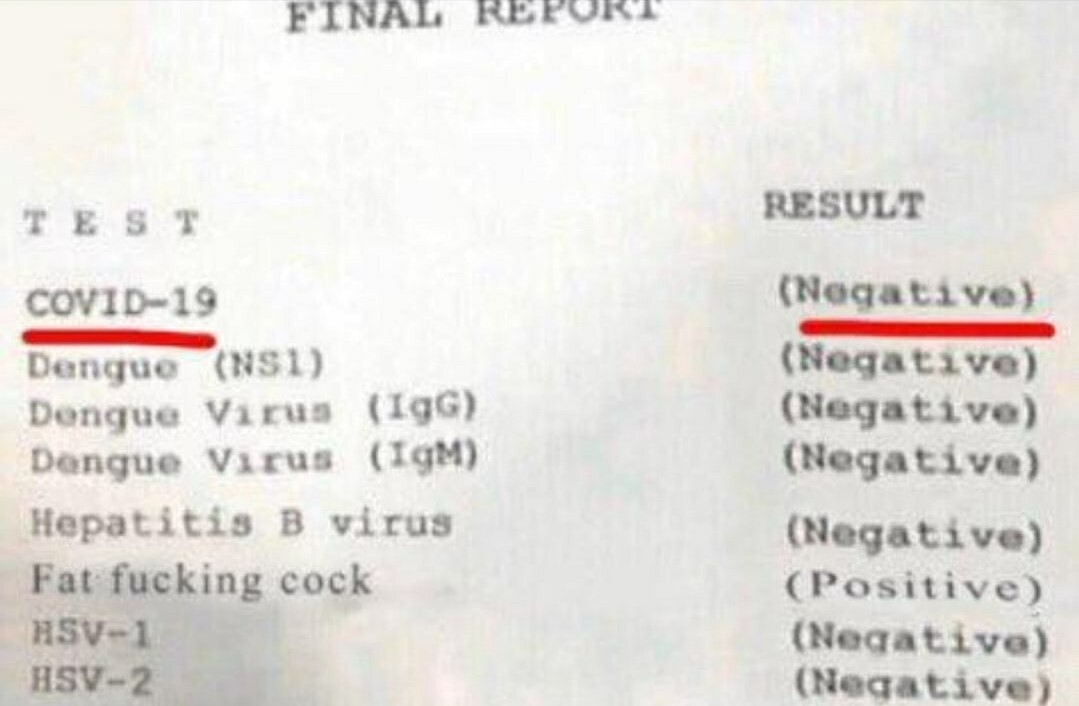 FINAL REPORT
TEST RESULT
COVID-19 (Negative)
Dengue (NS1) (Negative)
Dengue Virus (IgG) (Negative)
Dengue Virus (IgM) (Negative)
Hepatitis B virus (Negative)
Fat fucking cock (Positive)
HSV-1 (Negative)
HSV-2 (Negative)